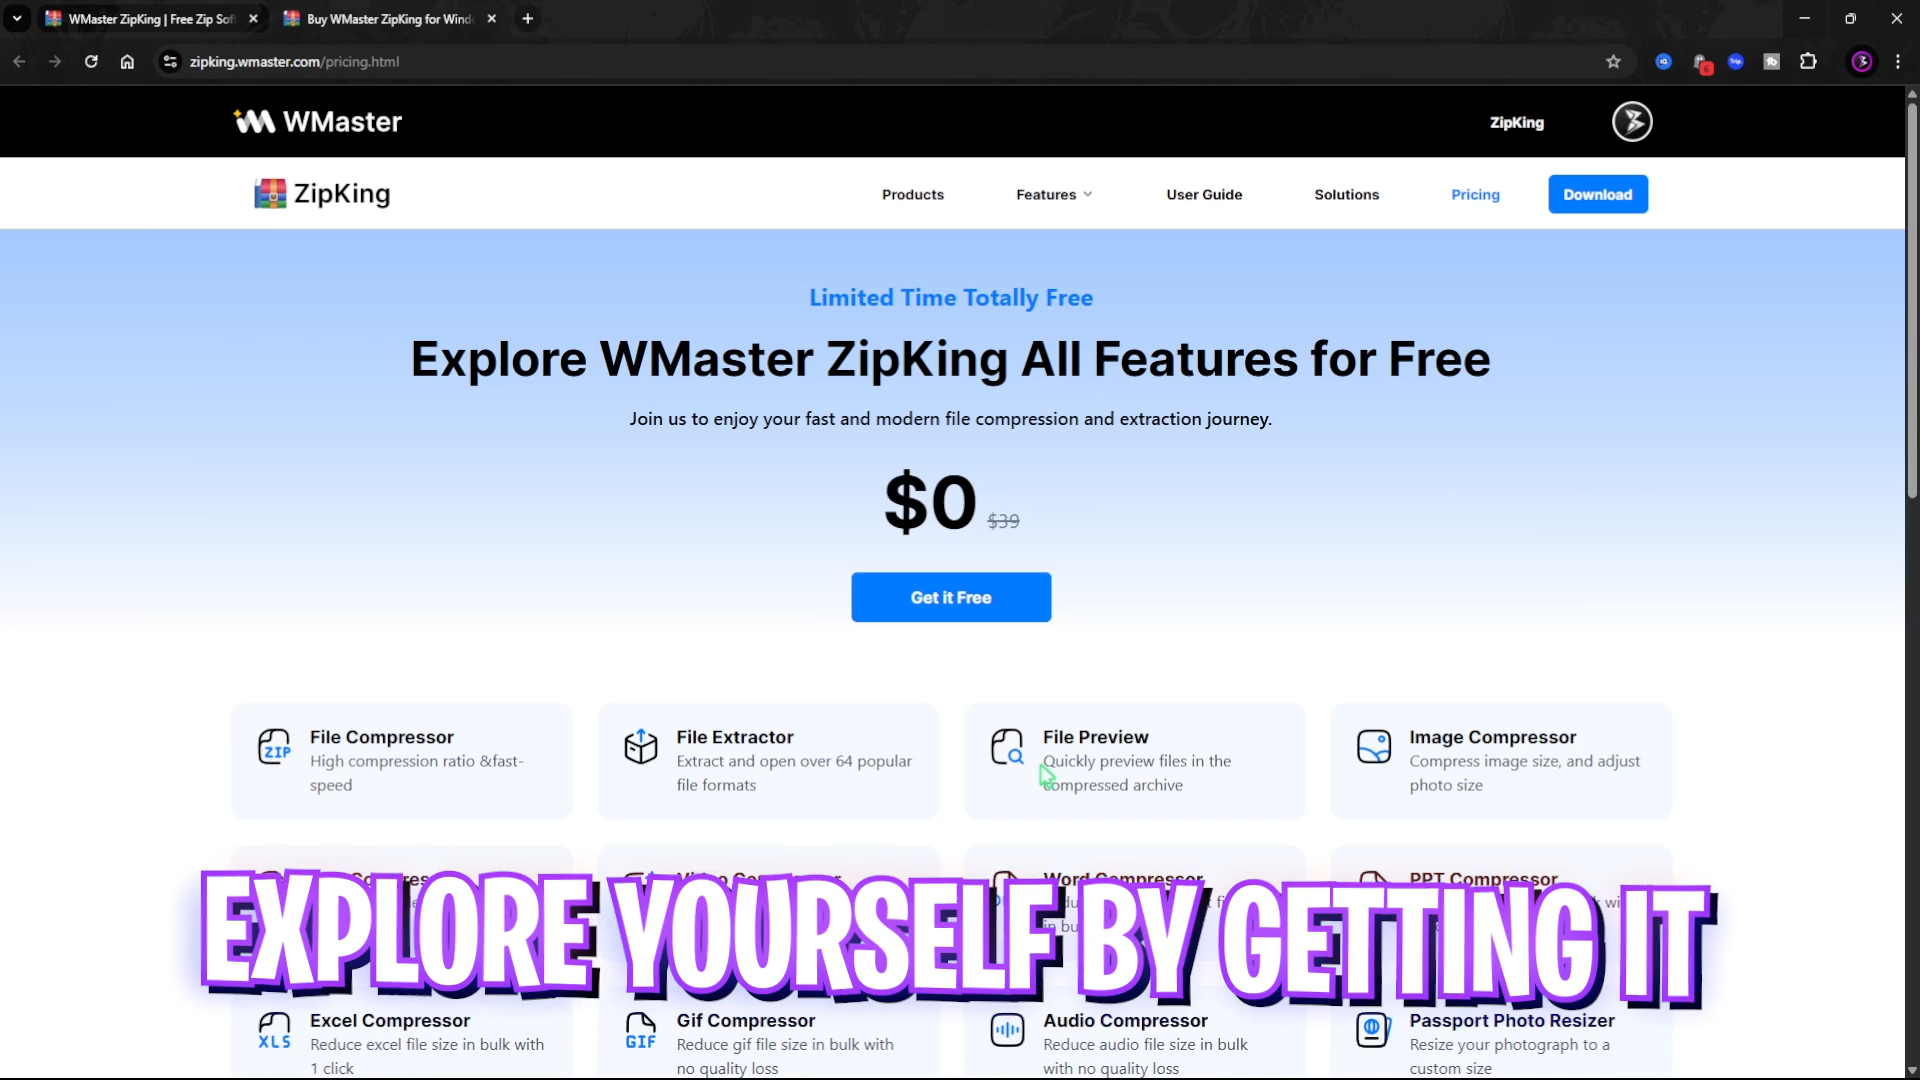 WMaster ZipKing | Free Zip Sof
Buy WMaster ZipKing for Wind
zipking.wmaster.com/pricing.html
WMaster
ZipKing
ZipKing
Products
Features
User Guide
Solutions
Pricing
Download
Limited Time Totally Free
Explore WMaster ZipKing All Features for Free
Join us to enjoy your fast and modern file compression and extraction journey.
$0 $39
Get it Free
ZIP
File Compressor
High compression ratio &fast-
speed
File Extractor
Extract and open over 64 popular
file formats
File Preview
Quickly preview files in the
compressed archive
Image Compressor
Compress image size, and adjust
photo size
Video Compressor
Word Compressor
PPT Compressor
EXPLORE YOURSELF BY GETTING IT
XLS
Excel Compressor
Reduce excel file size in bulk with
1 click
GIF
Gif Compressor
Reduce gif file size in bulk with
no quality loss
Audio Compressor
Reduce audio file size in bulk
with no quality loss
Passport Photo Resizer
Resize your photograph to a
custom size